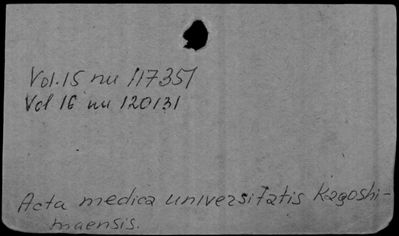 Vol.15 nu 117351
Vol 16 nu 120131
Acta medica universitatis Kagoshi-
maensis.